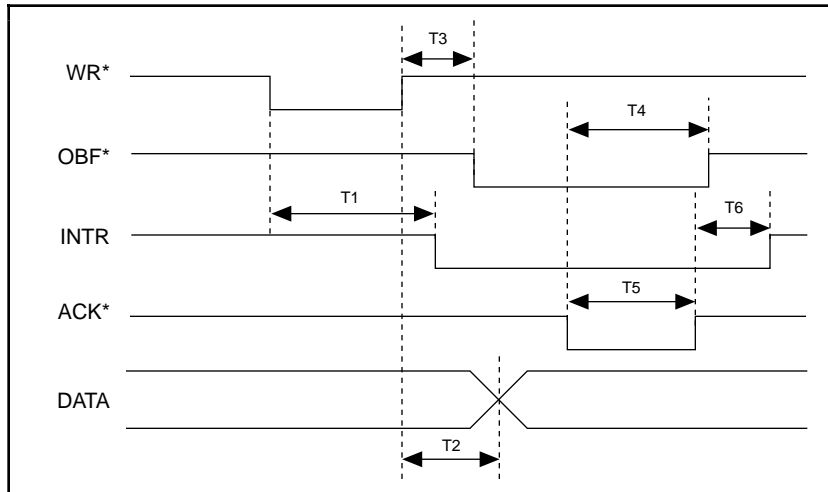 T3
WR*
T4
OBF*
T1
T6
INTR
T5
ACK*
DATA
T2